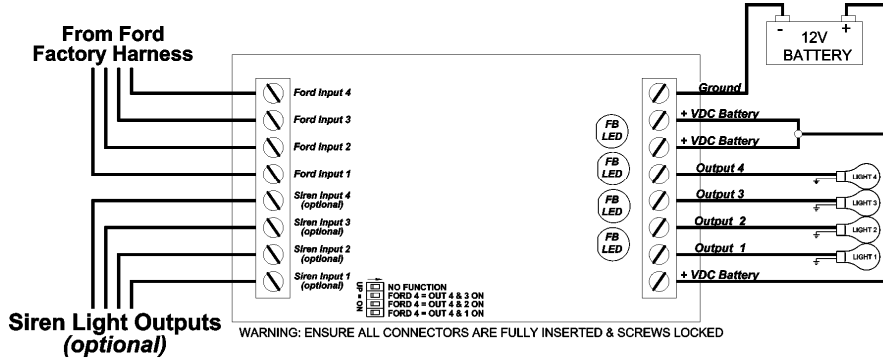 From Ford
Factory Harness
- +
12V
BATTERY
Ford Input 4
Ford Input 3
Ford Input 2
Ford Input 1
Siren Input 4
(optional)
Siren Input 3
(optional)
Siren Input 2
(optional)
Siren Input 1
(optional)
FB
LED
FB
LED
FB
LED
FB
LED
Ground
+ VDC Battery
+ VDC Battery
Output 4
Output 3
Output 2
Output 1
+ VDC Battery
LIGHT 4
LIGHT 3
LIGHT 2
LIGHT 1
UP = ON
NO FUNCTION
FORD 4 = OUT 4 & 3 ON
FORD 4 = OUT 4 & 2 ON
FORD 4 = OUT 4 & 1 ON
Siren Light Outputs
(optional)
WARNING: ENSURE ALL CONNECTORS ARE FULLY INSERTED & SCREWS LOCKED